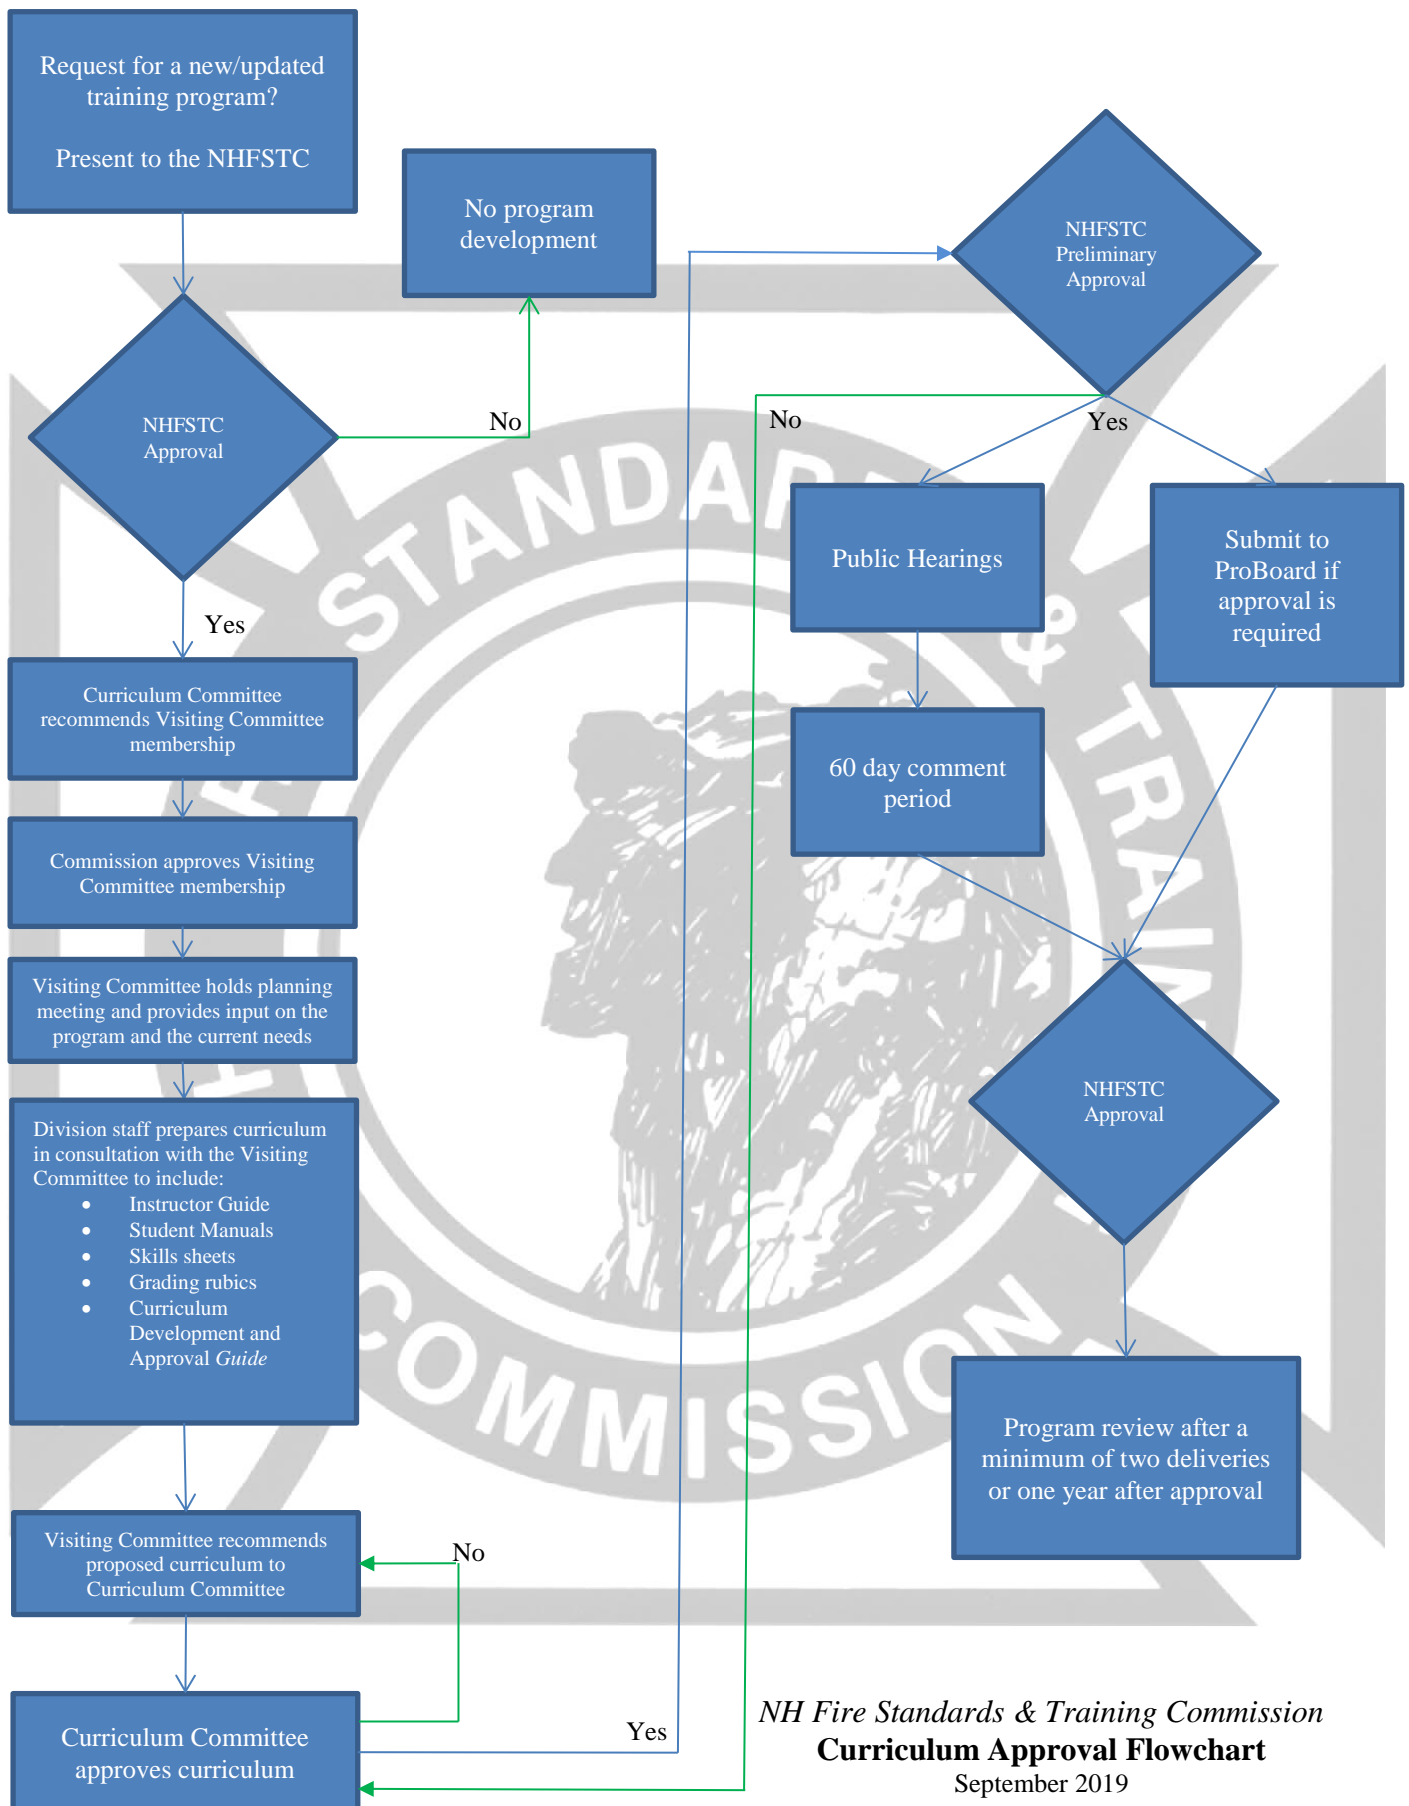 Request for a new/updated
training program?
Present to the NHFSTC
No program
development
NHFSTC
Preliminary
Approval
NHFSTC
Approval
No
No
Yes
Public Hearings
Submit to
ProBoard if
approval is
required
Yes
Curriculum Committee
recommends Visiting Committee
membership
60 day comment
period
Commission approves Visiting
Committee membership
Visiting Committee holds planning
meeting and provides input on the
program and the current needs
NHFSTC
Approval
Division staff prepares curriculum
in consultation with the Visiting
Committee to include:
• Instructor Guide
• Student Manuals
• Skills sheets
• Grading rubics
• Curriculum
Development and
Approval Guide
Program review after a
minimum of two deliveries
or one year after approval
Visiting Committee recommends
proposed curriculum to
Curriculum Committee
No
Curriculum Committee
approves curriculum
Yes
NH Fire Standards & Training Commission
Curriculum Approval Flowchart
September 2019
COMMISSION